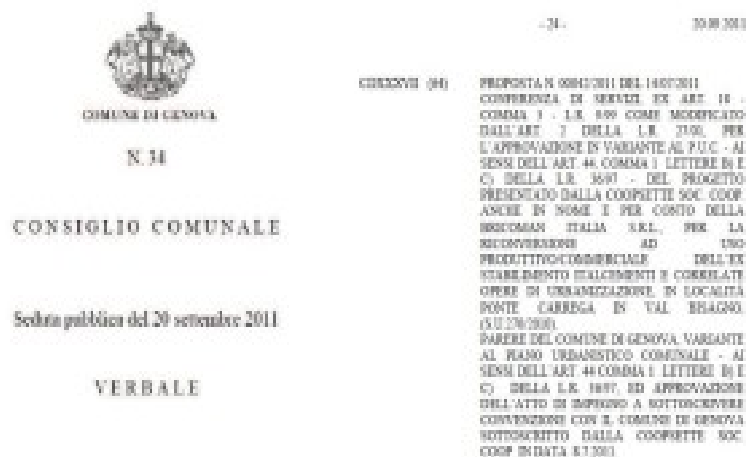 COMUNE DI GENOVA
N. 34
CONSIGLIO COMUNALE
Seduta pubblica del 20 settembre 2011
VERBALE
- 24 -
20.09.2011
CDXXXVII (84)
PROPOSTA N. 00042/2011 DEL 14/07/2011
CONFERENZA DI SERVIZI EX ART. 18 -
COMMA 3 - L.R. 9/99 COME MODIFICATO
DALL'ART. 2 DELLA L.R. 27/01, PER
L'APPROVAZIONE IN VARIANTE AL P.U.C. - AI
SENSI DELL'ART. 44, COMMA 1 LETTERE B) E
C) DELLA L.R. 36/97 - DEL PROGETTO
PRESENTATO DALLA COOPSETTE SOC. COOP.
ANCHE IN NOME E PER CONTO DELLA
BRICOMAN ITALIA S.R.L., PER LA
RICONVERSIONE AD USO
PRODUTTIVO/COMMERCIALE DELL'EX
STABILIMENTO ITALCEMENTI E CORRELATE
OPERE DI URBANIZZAZIONE, IN LOCALITÀ
PONTE CARREGA IN VAL BISAGNO.
(S.U.278/2010).
PARERE DEL COMUNE DI GENOVA, VARIANTE
AL PIANO URBANISTICO COMUNALE - AI
SENSI DELL'ART. 44 COMMA 1 LETTERE B) E
C) DELLA L.R. 36/97, ED APPROVAZIONE
DELL'ATTO DI IMPEGNO A SOTTOSCRIVERE
CONVENZIONE CON IL COMUNE DI GENOVA
SOTTOSCRITTO DALLA COOPSETTE SOC.
COOP. IN DATA 8.7.2011.